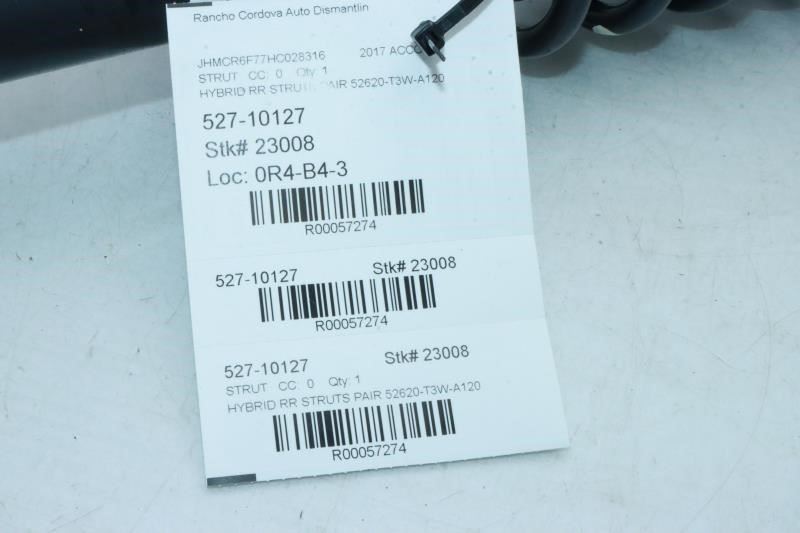 Rancho Cordova Auto Dismantlin
JHMCR6F77HC028316 2017 ACCO
STRUT CC: 0 Qty: 1
HYBRID RR STRUTS PAIR 52620-T3W-A120
527-10127
Stk# 23008
Loc: 0R4-B4-3
R00057274
527-10127 Stk# 23008
R00057274
527-10127 Stk# 23008
STRUT CC: 0 Qty: 1
HYBRID RR STRUTS PAIR 52620-T3W-A120
R00057274